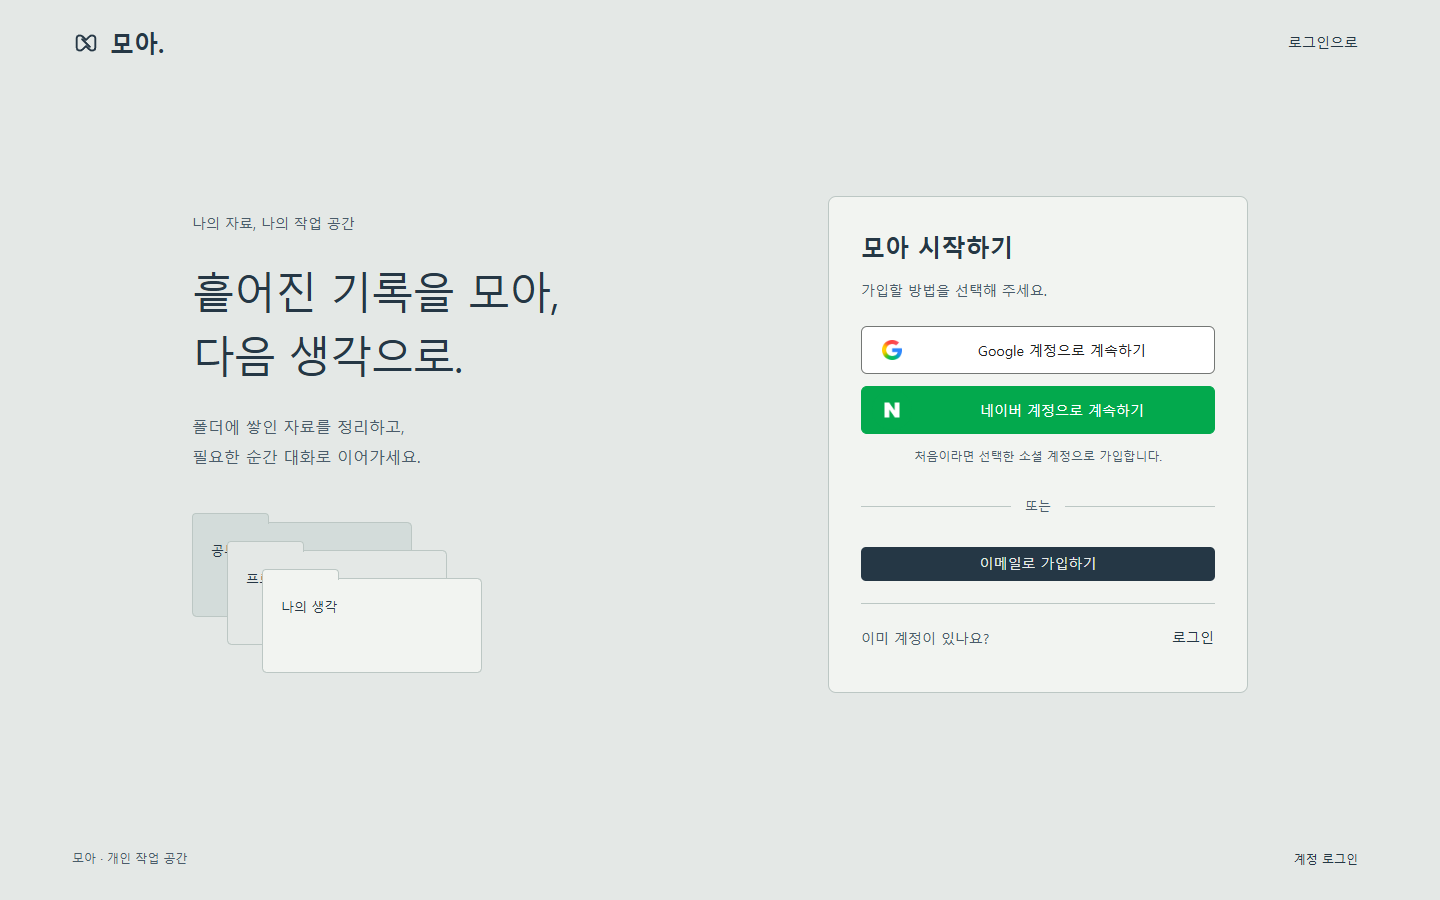 모아.
로그인으로
나의 자료, 나의 작업 공간
흩어진 기록을 모아,
다음 생각으로.
폴더에 쌓인 자료를 정리하고,
필요한 순간 대화로 이어가세요.
나의 생각
모아 시작하기
가입할 방법을 선택해 주세요.
Google 계정으로 계속하기
네이버 계정으로 계속하기
처음이라면 선택한 소셜 계정으로 가입합니다.
또는
이메일로 가입하기
이미 계정이 있나요?
로그인
모아 · 개인 작업 공간
계정 로그인